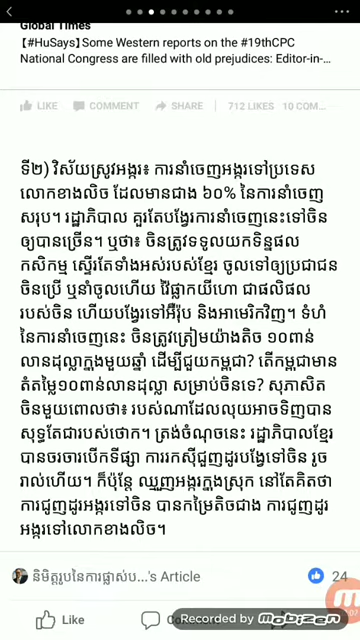 Global Times
【#HuSays】Some Western reports on the #19thCPC
National Congress are filled with old prejudices: Editor-in-...
LIKE COMMENT SHARE 712 LIKES 10 COM...
ទី២) វិស័យស្រូវអង្ករ៖ ការនាំចេញអង្ករទៅប្រទេស
លោកខាងលិច ដែលមានជាង ៦០% នៃការនាំចេញ
សរុប។ រដ្ឋាភិបាល គួរតែបង្វែរការនាំចេញនេះទៅចិន
ឲ្យបានច្រើន។ ឬថា៖ ចិនត្រូវទទួលយកទិន្នផល
កសិកម្ម ស្ទើរតែទាំងអស់របស់ខ្មែរ ចូលទៅឲ្យប្រជាជន
ចិនប្រើ ឬនាំចូលហើយ វ៉ៃផ្លាកយីហោ ជាផលិផល
របស់ចិន ហើយបង្វែរទៅអឺរ៉ុប និងអាមេរិកវិញ។ ទំហំ
នៃការនាំចេញនេះ ចិនត្រូវត្រៀមយ៉ាងតិច ១០ពាន់
លានដុល្លាក្នុងមួយឆ្នាំ ដើម្បីជួយកម្ពុជា? តើកម្ពុជាមាន
តំតម្លៃ១០ពាន់លានដុល្លា សម្រាប់ចិនទេ? សុភាសិត
ចិនមួយពោលថា៖ របស់ណាដែលលុយអាចទិញបាន
សុទ្ធតែជារបស់ថោក។ ត្រង់ចំណុចនេះ រដ្ឋាភិបាលខ្មែរ
បានចរចារបើកទីផ្សា ការរកស៊ីជួញដូរបង្វែទៅចិន រួច
រាល់ហើយ។ ក៏ប៉ុន្តែ ឈ្មួញអង្ករក្នុងស្រុក នៅតែគិតថា
ការជួញដូរអង្ករទៅចិន បានកម្រៃតិចជាង ការជួញដូរ
អង្ករទៅលោកខាងលិច។
និមិត្តរូបនៃការផ្លាស់ប...'s Article 24
Like Recorded by Mobizen